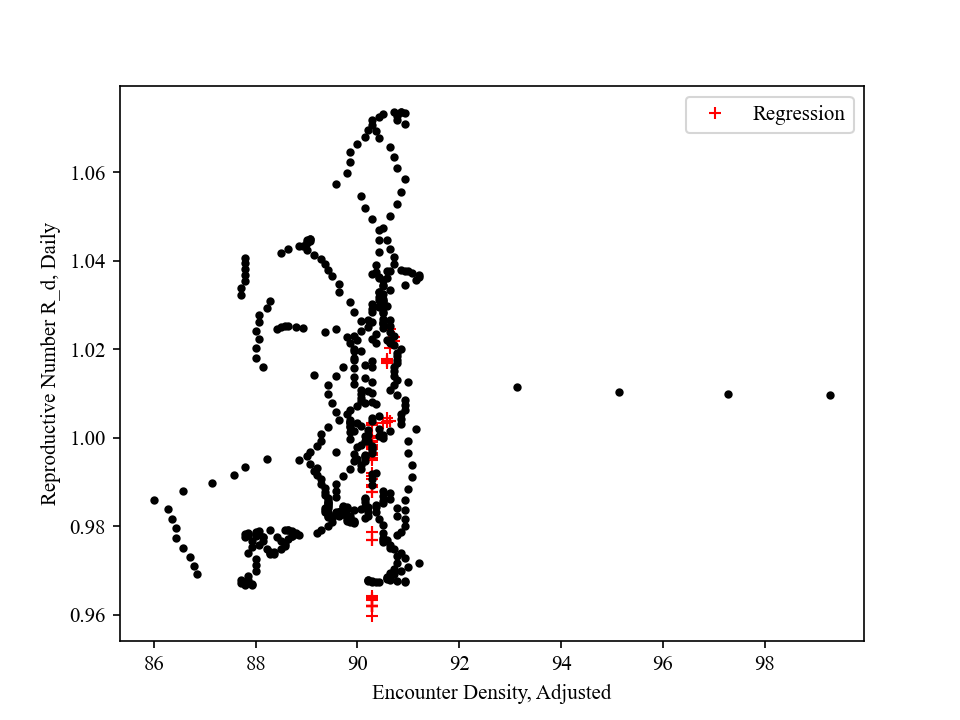 Regression
1.06
1.04
1.02
1.00
0.98
0.96
Reproductive Number R_d, Daily
86 88 90 92 94 96 98
Encounter Density, Adjusted